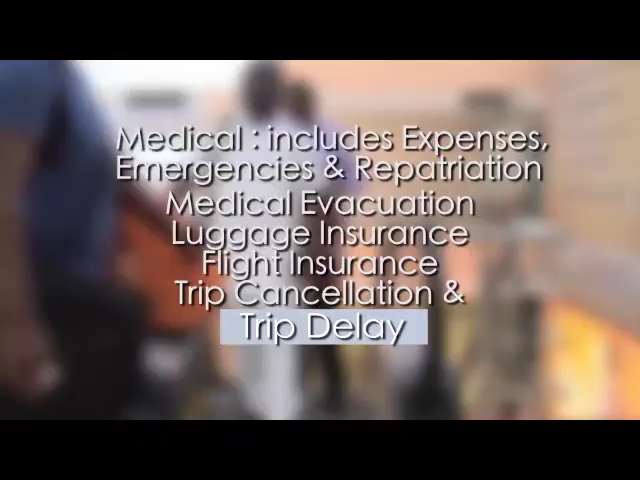 Medical : includes Expenses,
Emergencies & Repatriation
Medical Evacuation
Luggage Insurance
Flight Insurance
Trip Cancellation &
Trip Delay